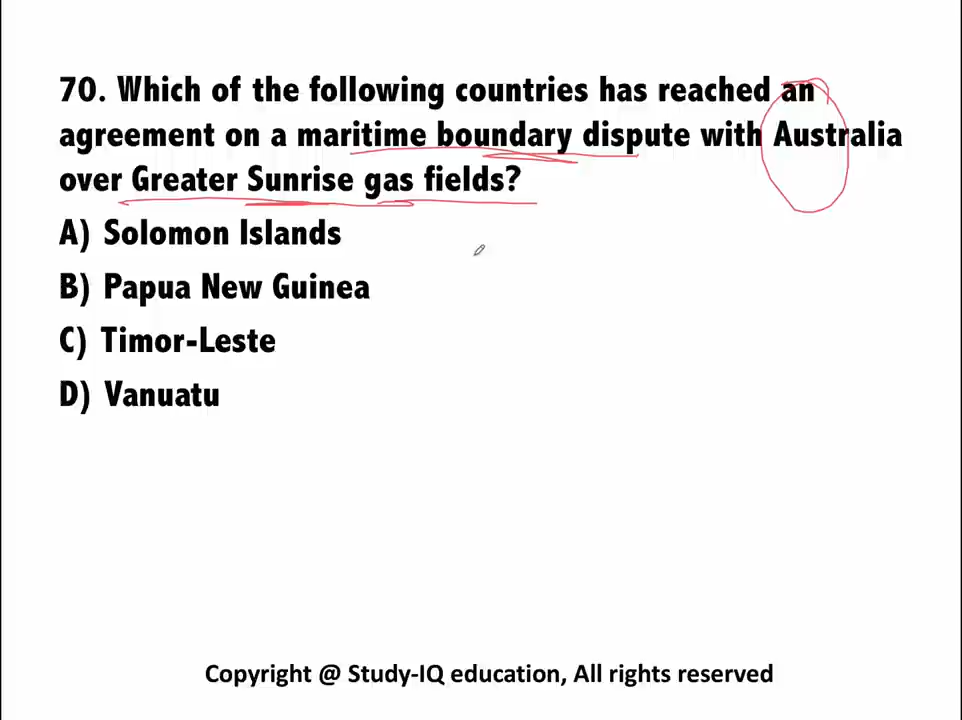 70. Which of the following countries has reached an
agreement on a maritime boundary dispute with Australia
over Greater Sunrise gas fields?
A) Solomon Islands
B) Papua New Guinea
C) Timor-Leste
D) Vanuatu
Copyright @ Study-IQ education, All rights reserved